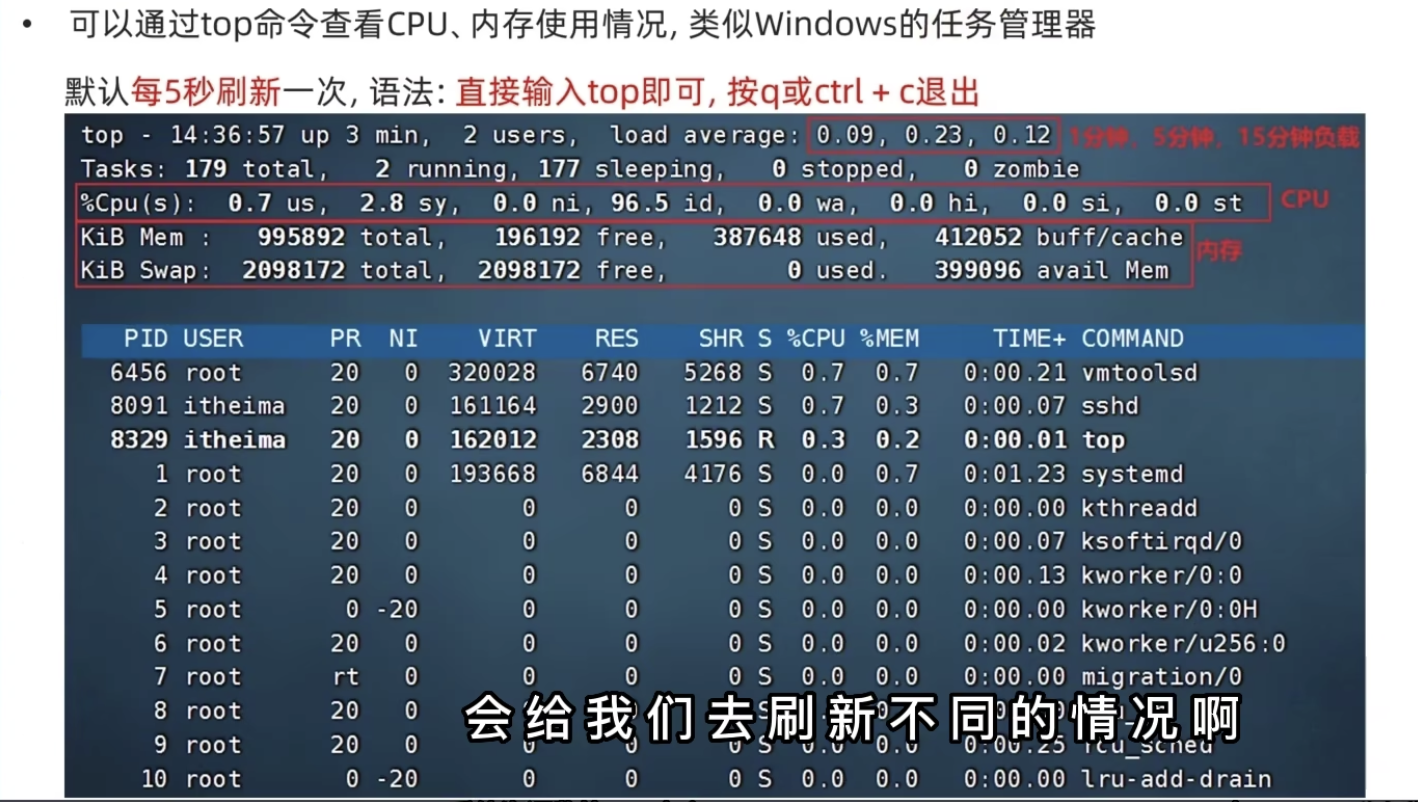 • 可以通过top命令查看CPU、内存使用情况, 类似Windows的任务管理器
默认每5秒刷新一次, 语法: 直接输入top即可, 按q或ctrl + c退出
top - 14:36:57 up 3 min, 2 users, load average: 0.09, 0.23, 0.12 1分钟，5分钟，15分钟负载
Tasks: 179 total, 2 running, 177 sleeping, 0 stopped, 0 zombie
%Cpu(s): 0.7 us, 2.8 sy, 0.0 ni, 96.5 id, 0.0 wa, 0.0 hi, 0.0 si, 0.0 st CPU
KiB Mem : 995892 total, 196192 free, 387648 used, 412052 buff/cache 内存
KiB Swap: 2098172 total, 2098172 free, 0 used. 399096 avail Mem
PID USER PR NI VIRT RES SHR S %CPU %MEM TIME+ COMMAND
6456 root 20 0 320028 6740 5268 S 0.7 0.7 0:00.21 vmtoolsd
8091 itheima 20 0 161164 2900 1212 S 0.7 0.3 0:00.07 sshd
8329 itheima 20 0 162012 2308 1596 R 0.3 0.2 0:00.01 top
1 root 20 0 193668 6844 4176 S 0.0 0.7 0:01.23 systemd
2 root 20 0 0 0 0 S 0.0 0.0 0:00.00 kthreadd
3 root 20 0 0 0 0 S 0.0 0.0 0:00.07 ksoftirqd/0
4 root 20 0 0 0 0 S 0.0 0.0 0:00.13 kworker/0:0
5 root 0 -20 0 0 0 S 0.0 0.0 0:00.00 kworker/0:0H
6 root 20 0 0 0 0 S 0.0 0.0 0:00.02 kworker/u256:0
7 root rt 0 0 0 0 S 0.0 0.0 0:00.00 migration/0
8 root 20 0
会给我们去刷新不同的情况啊
9 root 20 0 0 0 0 S 0.0 0.0 0:00.25 rcu_sched
10 root 0 -20 0 0 0 S 0.0 0.0 0:00.00 lru-add-drain